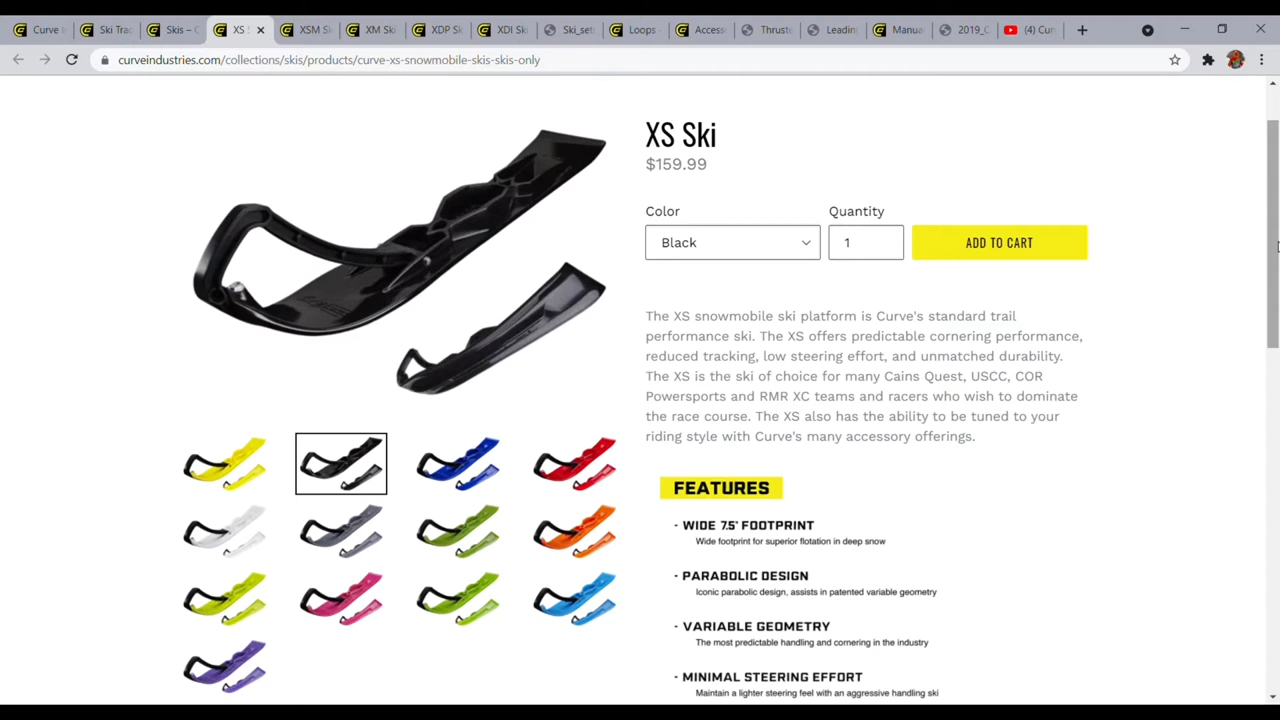 Curve I
Ski Trac
Skis – C
XS S
XSM S
XM Ski
XDP Sk
XDI Ski
Ski_set
Loops
Access
Thruste
Leading
Manua
2019_C
(4) Cur
curveindustries.com/collections/skis/products/curve-xs-snowmobile-skis-skis-only
XS Ski
$159.99
Color
Quantity
Black
1
ADD TO CART
The XS snowmobile ski platform is Curve's standard trail
performance ski. The XS offers predictable cornering performance,
reduced tracking, low steering effort, and unmatched durability.
The XS is the ski of choice for many Cains Quest, USCC, COR
Powersports and RMR XC teams and racers who wish to dominate
the race course. The XS also has the ability to be tuned to your
riding style with Curve's many accessory offerings.
FEATURES
- WIDE 7.5" FOOTPRINT
Wide footprint for superior flotation in deep snow
- PARABOLIC DESIGN
Iconic parabolic design, assists in patented variable geometry
- VARIABLE GEOMETRY
The most predictable handling and cornering in the industry
- MINIMAL STEERING EFFORT
Maintain a lighter steering feel with an aggressive handling ski